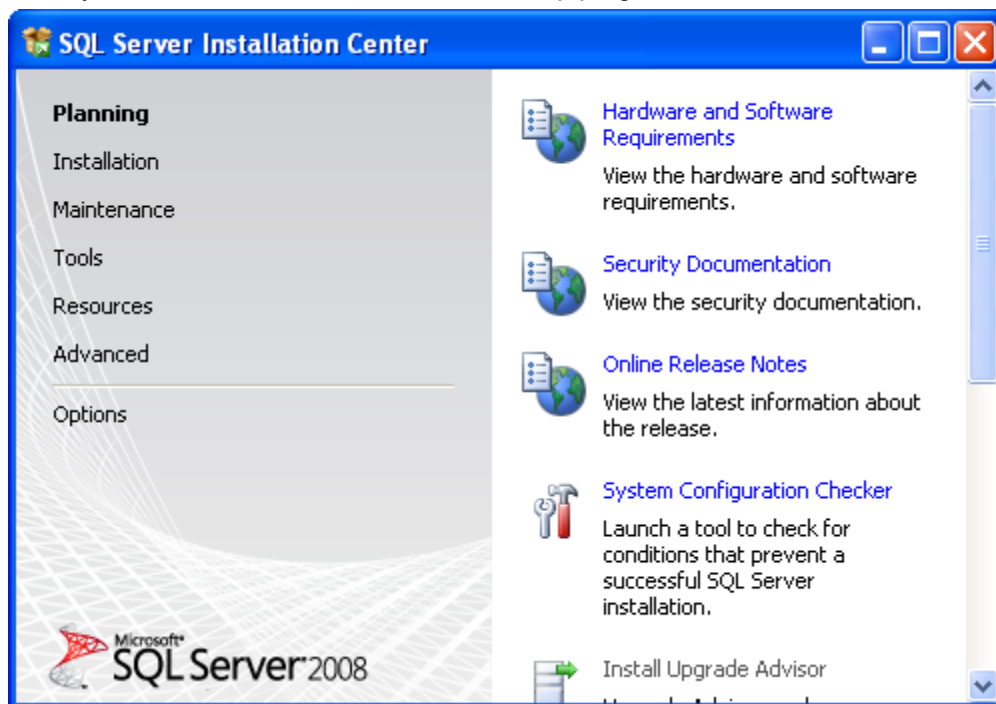 SQL Server Installation Center
Planning
Installation
Maintenance
Tools
Resources
Advanced
Options
Microsoft®
SQL Server 2008
Hardware and Software
Requirements
View the hardware and software
requirements.
Security Documentation
View the security documentation.
Online Release Notes
View the latest information about
the release.
System Configuration Checker
Launch a tool to check for
conditions that prevent a
successful SQL Server
installation.
Install Upgrade Advisor